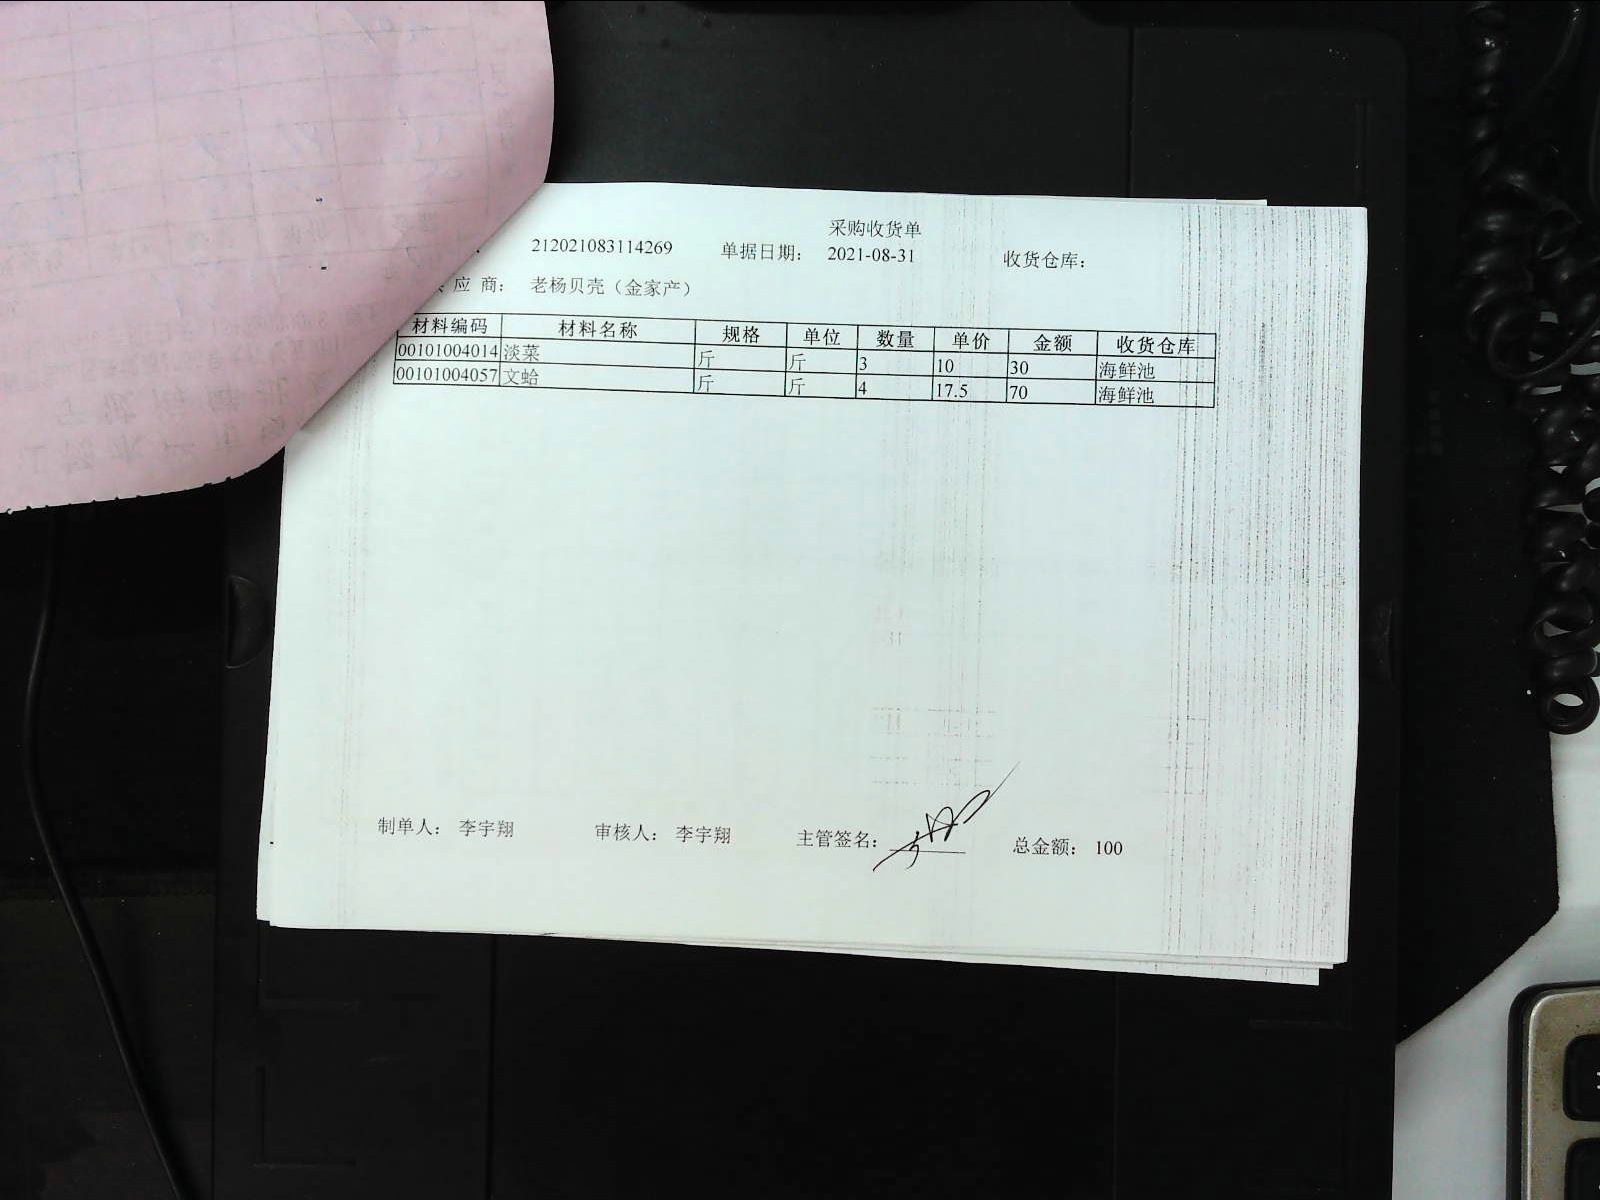 采购收货单
212021083114269 单据日期： 2021-08-31 收货仓库：
应 商： 老杨贝壳（金家产）
材料编码 材料名称 规格 单位 数量 单价 金额 收货仓库
00101004014 淡菜 斤 斤 3 10 30 海鲜池
00101004057 文蛤 斤 斤 4 17.5 70 海鲜池
制单人： 李宇翔 审核人： 李宇翔 主管签名： 总金额： 100